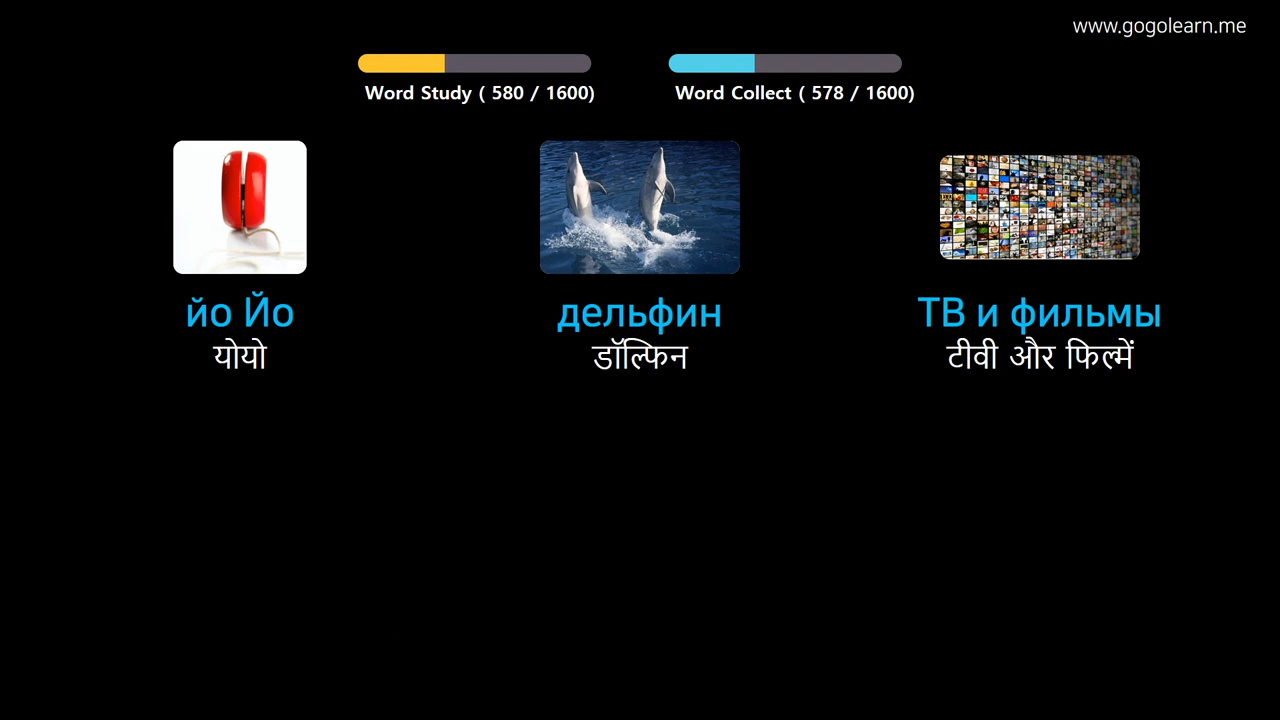 www.gogolearn.me
Word Study ( 580 / 1600)
Word Collect ( 578 / 1600)
йо Йо
дельфин
ТВ и фильмы
योयो
डॉल्फिन
टीवी और फिल्में